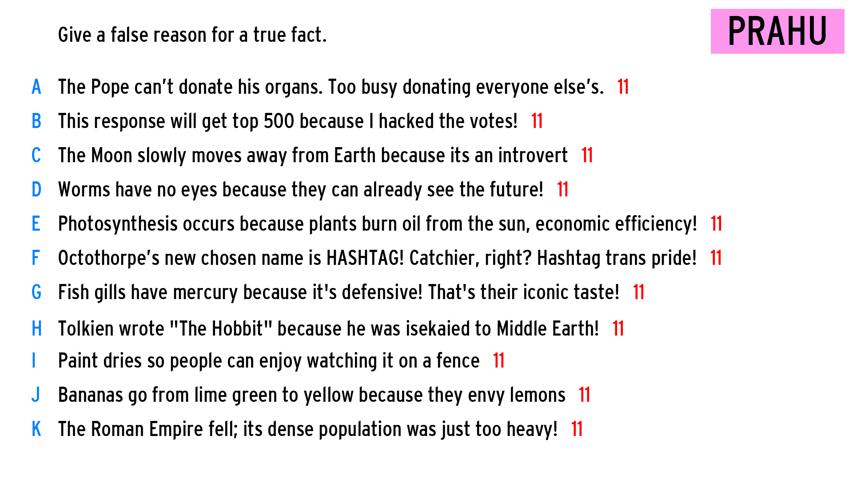 Give a false reason for a true fact.
PRAHU
A The Pope can't donate his organs. Too busy donating everyone else's. 11
B This response will get top 500 because I hacked the votes! 11
C The Moon slowly moves away from Earth because its an introvert 11
D Worms have no eyes because they can already see the future! 11
E Photosynthesis occurs because plants burn oil from the sun, economic efficiency! 11
F Octothorpe's new chosen name is HASHTAG! Catchier, right? Hashtag trans pride! 11
G Fish gills have mercury because it's defensive! That's their iconic taste! 11
H Tolkien wrote "The Hobbit" because he was isekaied to Middle Earth! 11
I Paint dries so people can enjoy watching it on a fence 11
J Bananas go from lime green to yellow because they envy lemons 11
K The Roman Empire fell; its dense population was just too heavy! 11